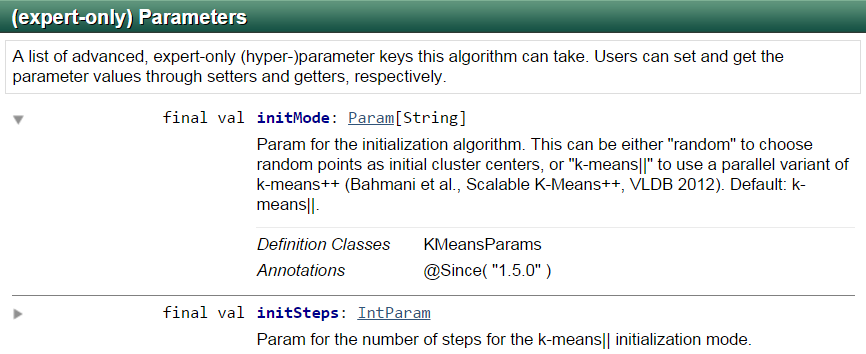 (expert-only) Parameters
A list of advanced, expert-only (hyper-)parameter keys this algorithm can take. Users can set and get the
parameter values through setters and getters, respectively.
final val initMode: Param[String]
Param for the initialization algorithm. This can be either "random" to choose
random points as initial cluster centers, or "k-means||" to use a parallel variant of
k-means++ (Bahmani et al., Scalable K-Means++, VLDB 2012). Default: k-
means||.
Definition Classes KMeansParams
Annotations @Since( "1.5.0" )
final val initSteps: IntParam
Param for the number of steps for the k-means|| initialization mode.